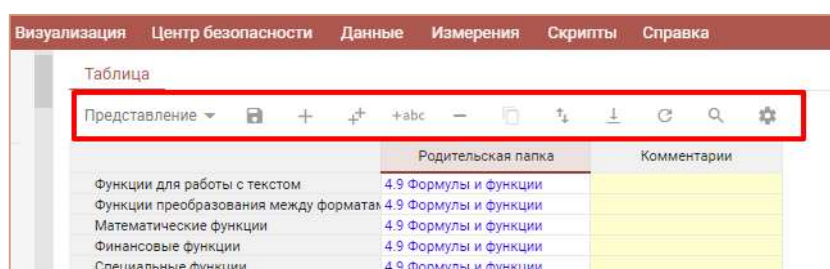 Визуализация Центр безопасности Данные Измерения Скрипты Справка
Таблица
Представление +abc
Родительская папка Комментарии
Функции для работы с текстом 4.9 Формулы и функции
Функции преобразования между форматам 4.9 Формулы и функции
Математические функции 4.9 Формулы и функции
Финансовые функции 4.9 Формулы и функции
Специальные функции 4.9 Формулы и функции